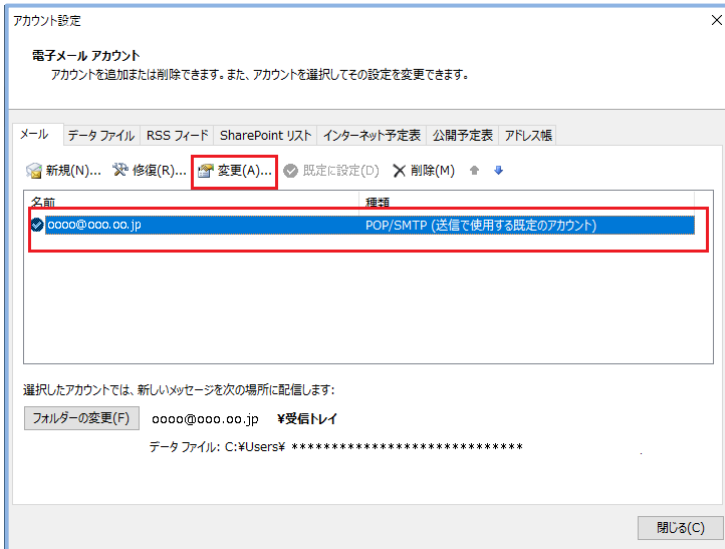 アカウント設定
電子メール アカウント
アカウントを追加または削除できます。また、アカウントを選択してその設定を変更できます。
メール データ ファイル RSS フィード SharePoint リスト インターネット予定表 公開予定表 アドレス帳
新規(N)... 修復(R)... 変更(A)... 既定に設定(D) 削除(M)
名前 種類
oooo@ooo.oo.jp POP/SMTP (送信で使用する既定のアカウント)
選択したアカウントでは、新しいメッセージを次の場所に配信します:
フォルダーの変更(F) oooo@ooo.oo.jp ¥受信トレイ
データ ファイル: C:¥Users¥ *****************************
閉じる(C)